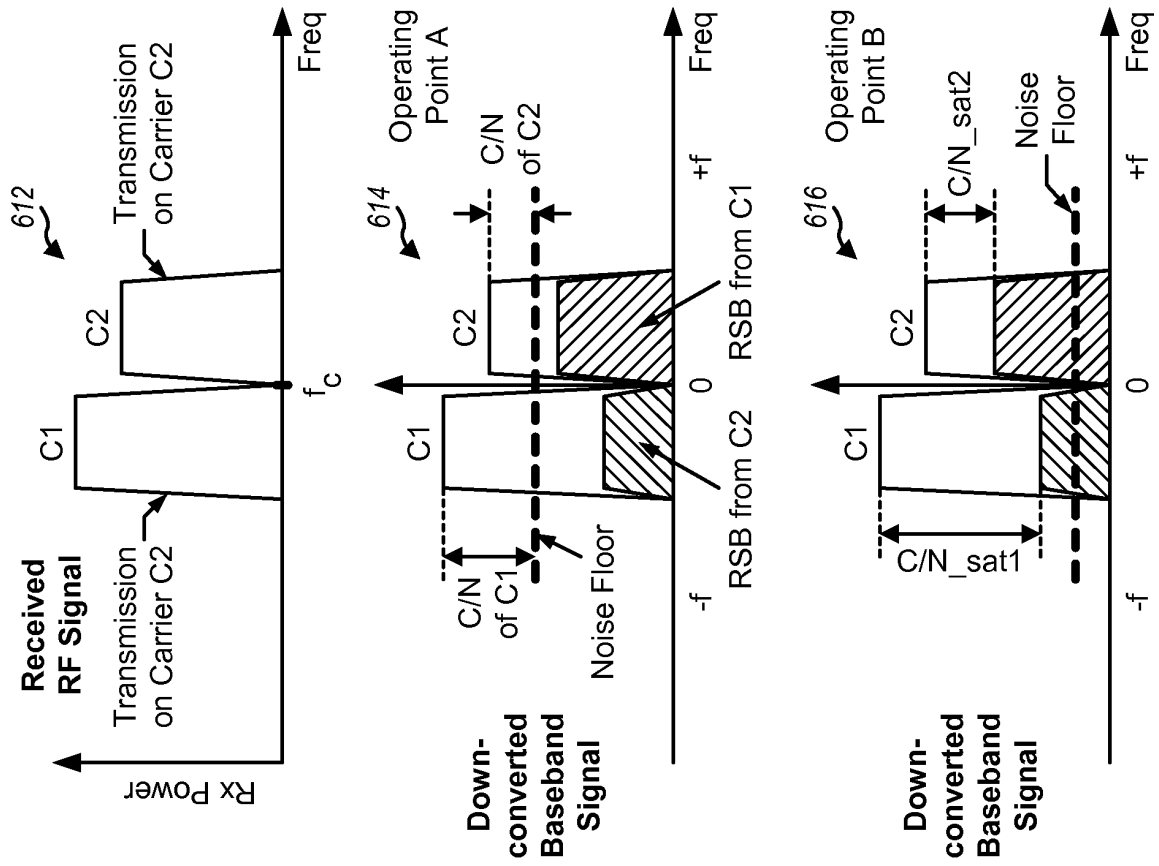 Received
RF Signal
612
Rx Power
C1
C2
Transmission
on Carrier C2
Transmission
on Carrier C2
fc
Freq
Down-
converted
Baseband
Signal
614
Operating
Point A
C1
C2
C/N
of C1
C/N
of C2
Noise Floor
RSB from C2
RSB from C1
-f
0
+f
Freq
Down-
converted
Baseband
Signal
616
Operating
Point B
C1
C2
C/N_sat1
C/N_sat2
Noise
Floor
-f
0
+f
Freq